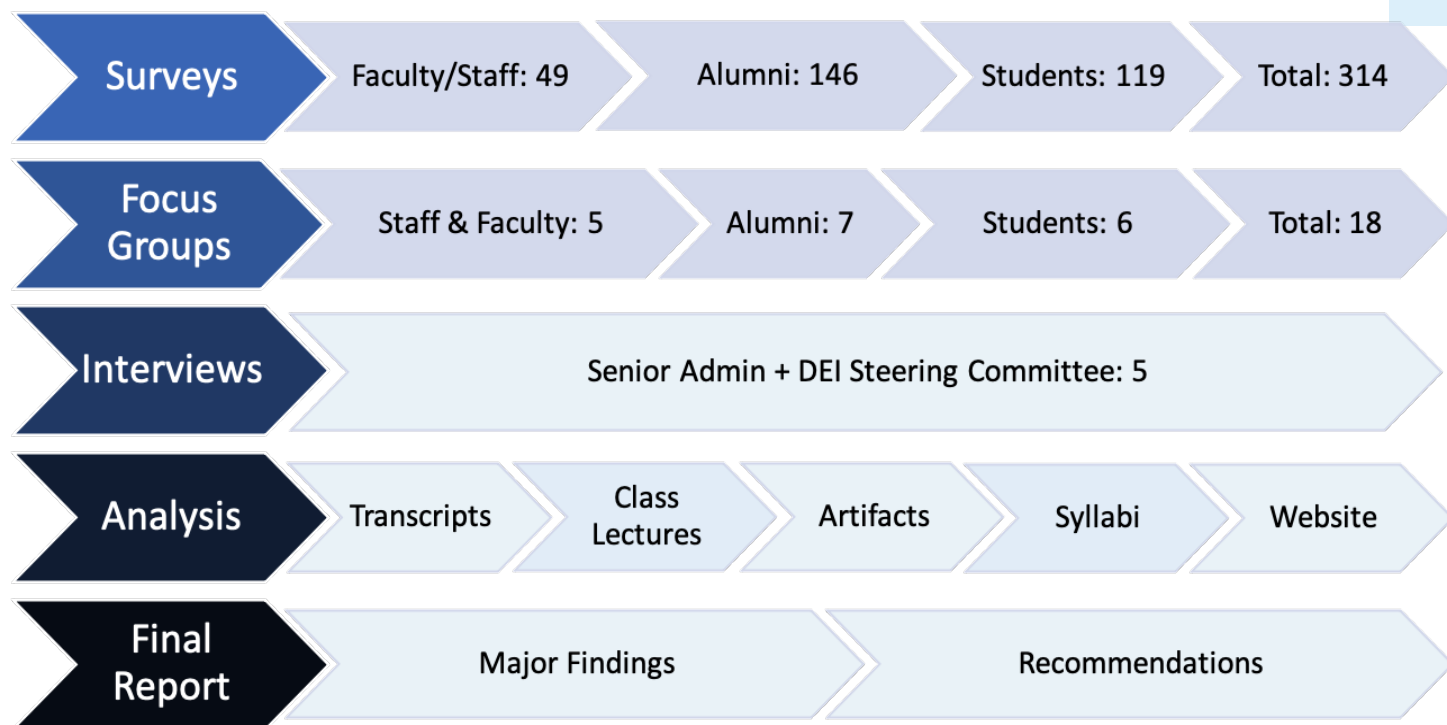 Surveys
Faculty/Staff: 49
Alumni: 146
Students: 119
Total: 314
Focus
Groups
Staff & Faculty: 5
Alumni: 7
Students: 6
Total: 18
Interviews
Senior Admin + DEI Steering Committee: 5
Analysis
Transcripts
Class
Lectures
Artifacts
Syllabi
Website
Final
Report
Major Findings
Recommendations